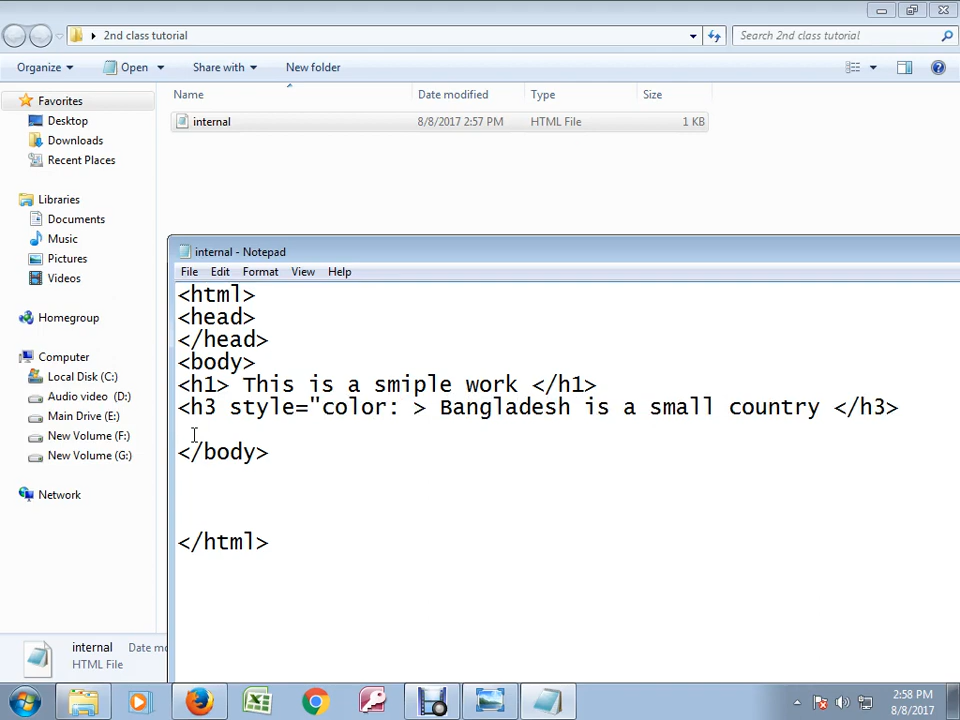 2nd class tutorial
Search 2nd class tutorial
Organize Open Share with New folder
Name Date modified Type Size
internal 8/8/2017 2:57 PM HTML File 1 KB
Favorites
Desktop
Downloads
Recent Places
Libraries
Documents
Music
Pictures
Videos
Homegroup
Computer
Local Disk (C:)
Audio video (D:)
Main Drive (E:)
New Volume (F:)
New Volume (G:)
Network
internal - Notepad
File Edit Format View Help
<html>
<head>
</head>
<body>
<h1> This is a smiple work </h1>
<h3 style="color: > Bangladesh is a small country </h3>
</body>
</html>
internal Date mo
HTML File
2:58 PM
8/8/2017